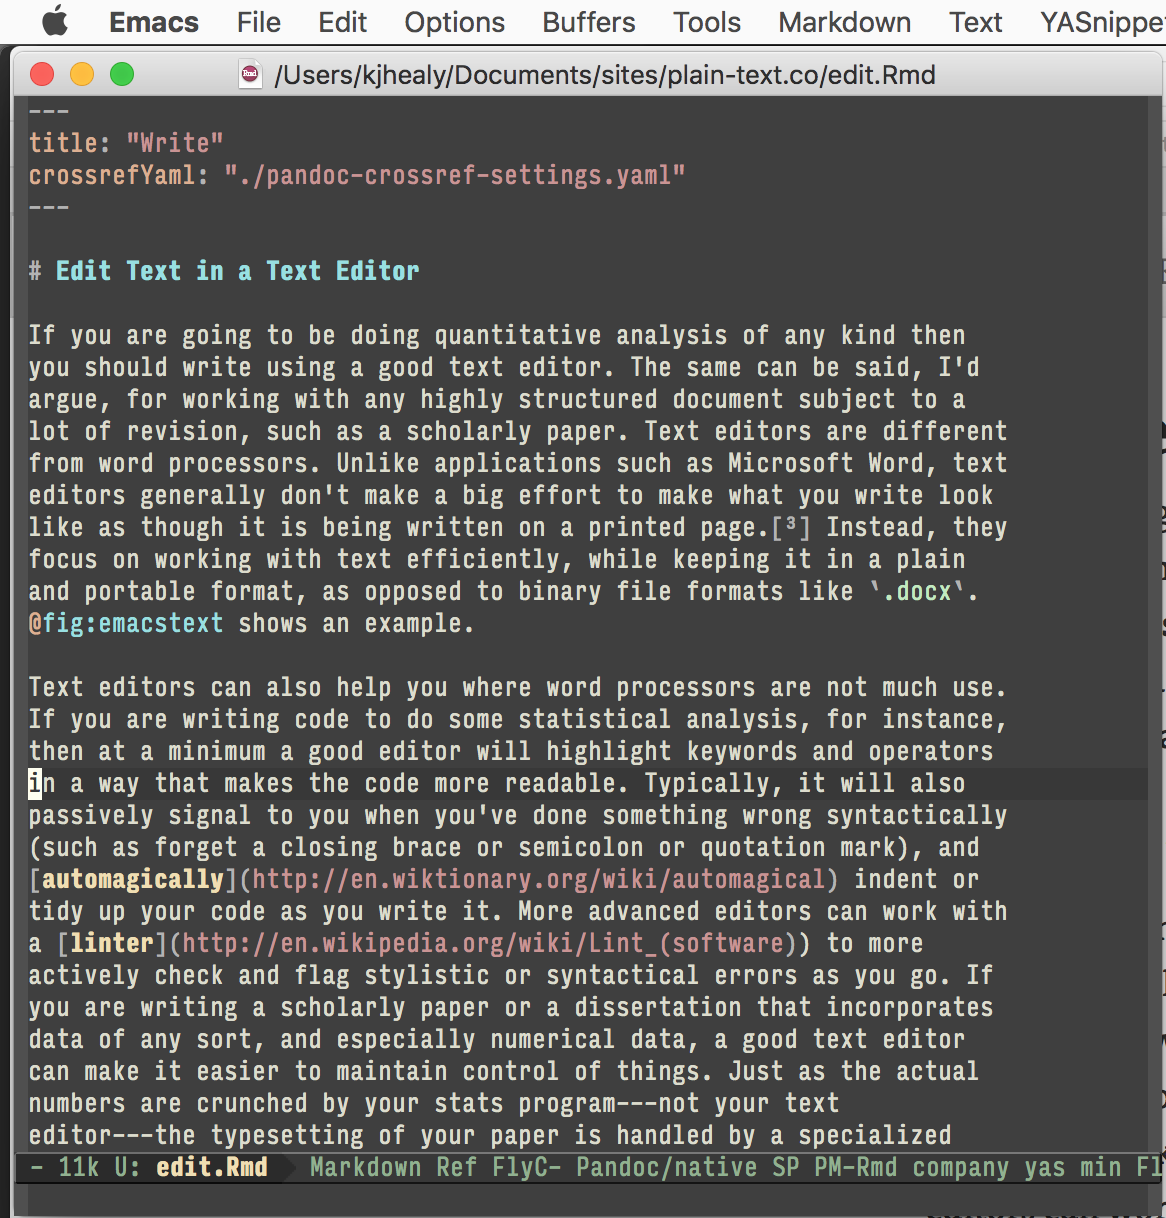 Emacs File Edit Options Buffers Tools Markdown Text YASnippe
/Users/kjhealy/Documents/sites/plain-text.co/edit.Rmd
---
title: "Write"
crossrefYaml: "./pandoc-crossref-settings.yaml"
---
# Edit Text in a Text Editor
If you are going to be doing quantitative analysis of any kind then
you should write using a good text editor. The same can be said, I'd
argue, for working with any highly structured document subject to a
lot of revision, such as a scholarly paper. Text editors are different
from word processors. Unlike applications such as Microsoft Word, text
editors generally don't make a big effort to make what you write look
like as though it is being written on a printed page.[³] Instead, they
focus on working with text efficiently, while keeping it in a plain
and portable format, as opposed to binary file formats like `.docx`.
@fig:emacstext shows an example.
Text editors can also help you where word processors are not much use.
If you are writing code to do some statistical analysis, for instance,
then at a minimum a good editor will highlight keywords and operators
in a way that makes the code more readable. Typically, it will also
passively signal to you when you've done something wrong syntactically
(such as forget a closing brace or semicolon or quotation mark), and
[automagically](http://en.wiktionary.org/wiki/automagical) indent or
tidy up your code as you write it. More advanced editors can work with
a [linter](http://en.wikipedia.org/wiki/Lint_(software)) to more
actively check and flag stylistic or syntactical errors as you go. If
you are writing a scholarly paper or a dissertation that incorporates
data of any sort, and especially numerical data, a good text editor
can make it easier to maintain control of things. Just as the actual
numbers are crunched by your stats program---not your text
editor---the typesetting of your paper is handled by a specialized
- 11k U: edit.Rmd Markdown Ref FlyC- Pandoc/native SP PM-Rmd company yas min Fl